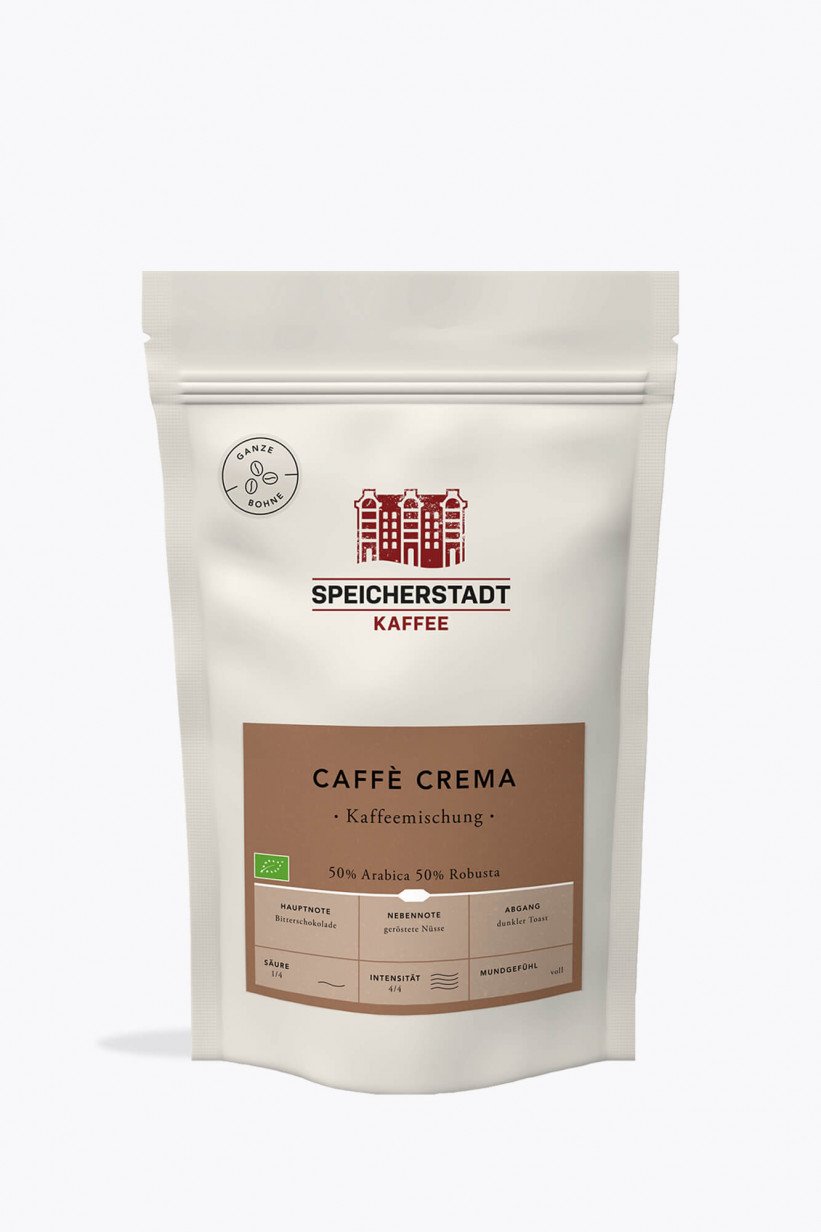 GANZE
BOHNE
SPEICHERSTADT
KAFFEE
CAFFÈ CREMA
· Kaffeemischung ·
50% Arabica 50% Robusta
HAUPTNOTE
Bitterschokolade
NEBENNOTE
geröstete Nüsse
ABGANG
dunkler Toast
SÄURE
1/4
INTENSITÄT
4/4
MUNDGEFÜHL
voll